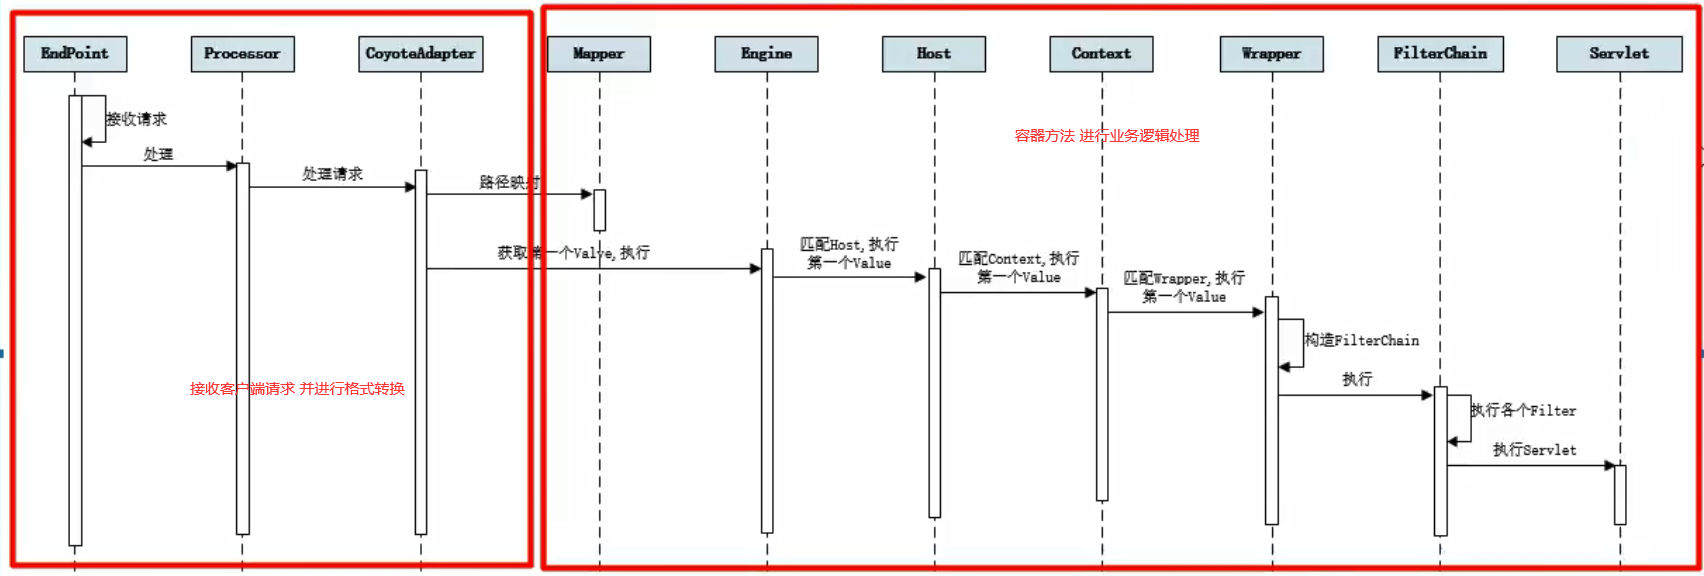 EndPoint
Processor
CoyoteAdapter
Mapper
Engine
Host
Context
Wrapper
FilterChain
Servlet
接收请求
处理
处理请求
路径映射
获取第一个Valve,执行
匹配Host,执行
第一个Value
匹配Context,执行
第一个Value
匹配Wrapper,执行
第一个Value
构造FilterChain
执行
执行各个Filter
执行Servlet
容器方法 进行业务逻辑处理
接收客户端请求 并进行格式转换